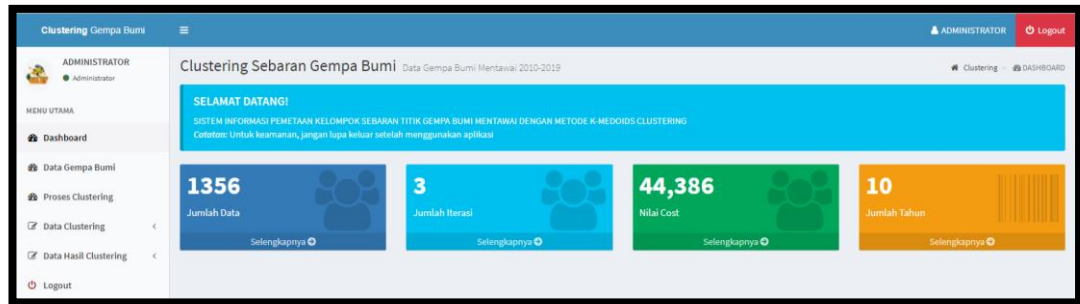 Clustering Gempa Bumi
ADMINISTRATOR
Logout
ADMINISTRATOR
Administrator
MENU UTAMA
Dashboard
Data Gempa Bumi
Proses Clustering
Data Clustering
Data Hasil Clustering
Logout
Clustering Sebaran Gempa Bumi Data Gempa Bumi Mentawai 2010-2019
Clustering
DASHBOARD
SELAMAT DATANG!
SISTEM INFORMASI PEMETAAN KELOMPOK SEBARAN TITIK GEMPA BUMI MENTAWAI DENGAN METODE K-MEDOIDS CLUSTERING
Catatan: Untuk keamanan, jangan lupa keluar setelah menggunakan aplikasi
1356
Jumlah Data
Selengkapnya
3
Jumlah Iterasi
Selengkapnya
44,386
Nilai Cost
Selengkapnya
10
Jumlah Tahun
Selengkapnya